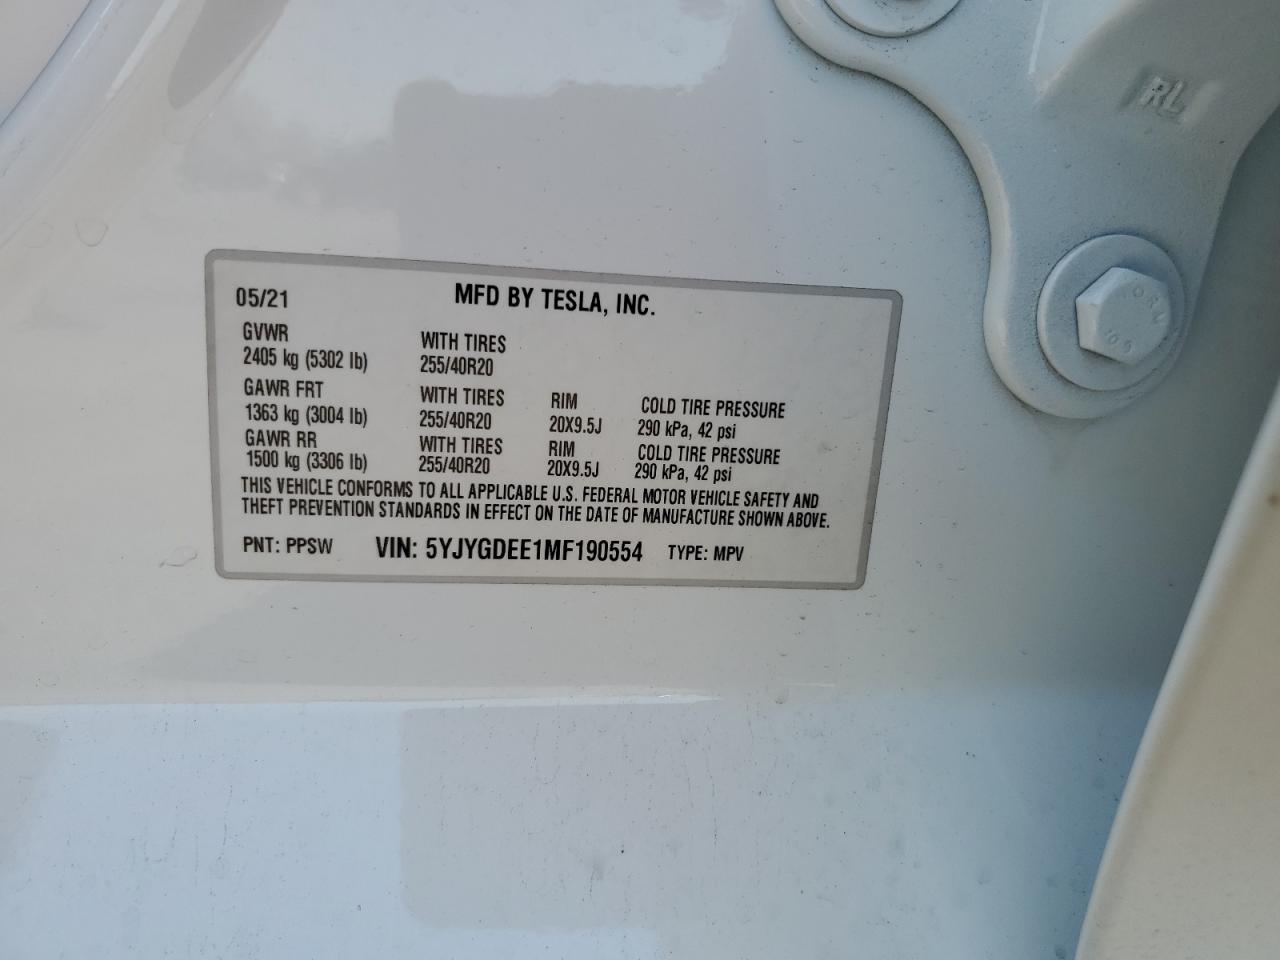 RL
05/21 MFD BY TESLA, INC.
GVWR WITH TIRES
2405 kg (5302 lb) 255/40R20
GAWR FRT WITH TIRES RIM COLD TIRE PRESSURE
1363 kg (3004 lb) 255/40R20 20X9.5J 290 kPa, 42 psi
GAWR RR WITH TIRES RIM COLD TIRE PRESSURE
1500 kg (3306 lb) 255/40R20 20X9.5J 290 kPa, 42 psi
THIS VEHICLE CONFORMS TO ALL APPLICABLE U.S. FEDERAL MOTOR VEHICLE SAFETY AND
THEFT PREVENTION STANDARDS IN EFFECT ON THE DATE OF MANUFACTURE SHOWN ABOVE.
PNT: PPSW VIN: 5YJYGDEE1MF190554 TYPE: MPV